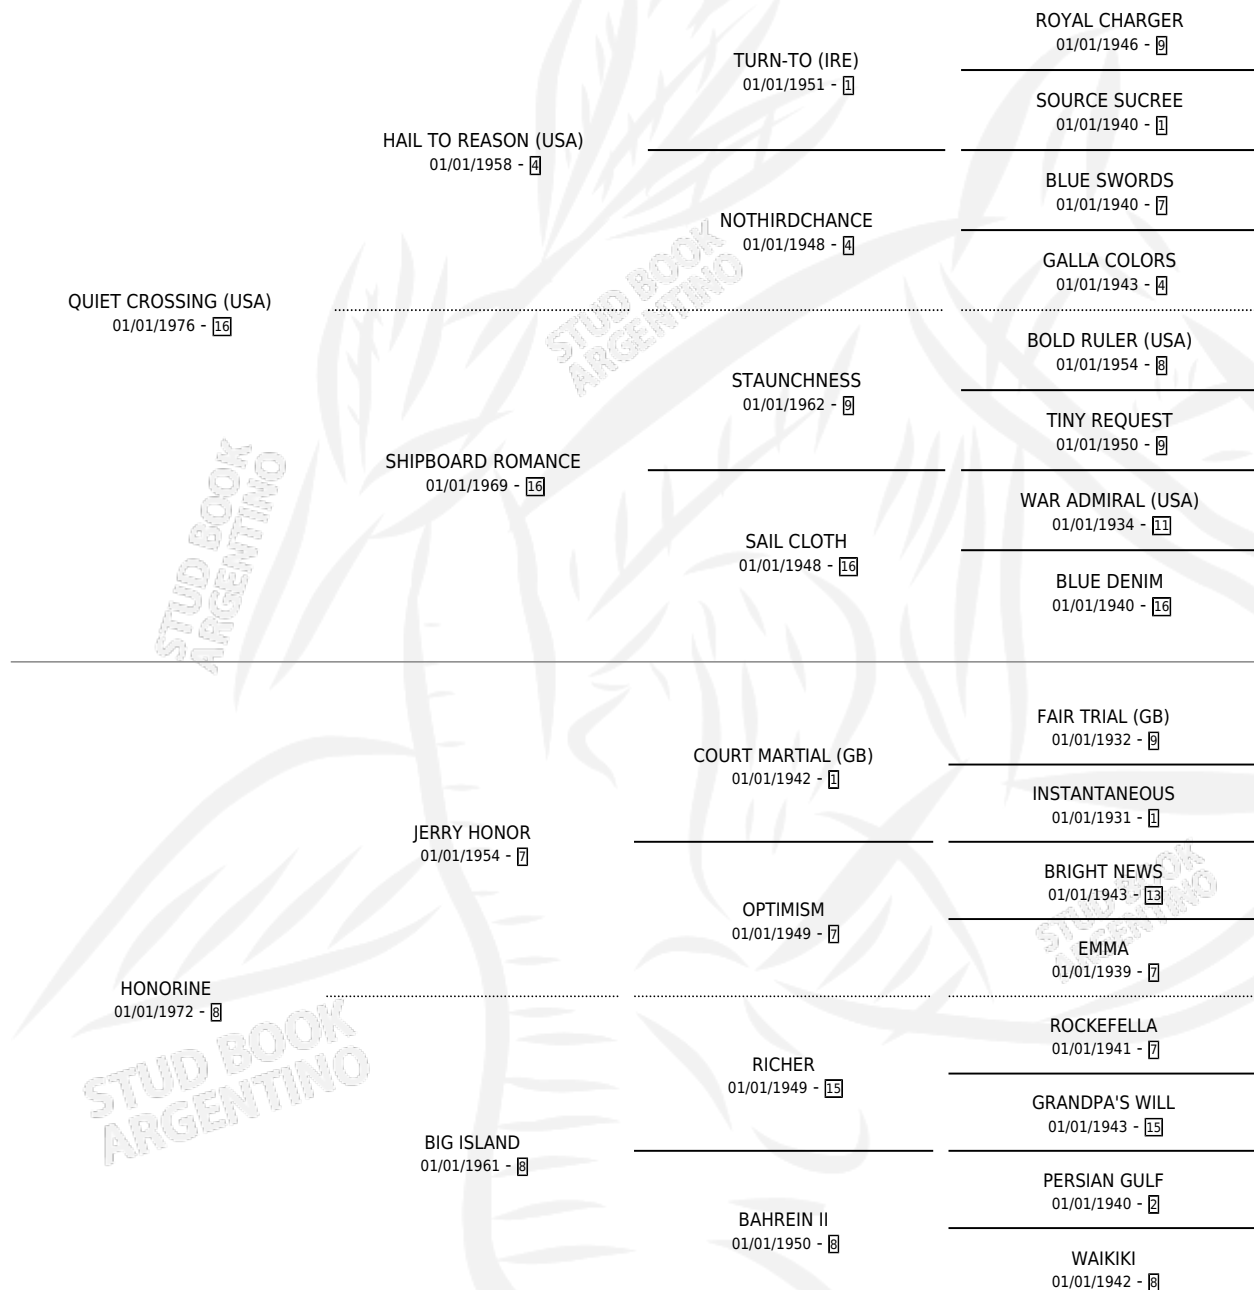 QUIET CROSSING (USA)
01/01/1976 - 16
HAIL TO REASON (USA)
01/01/1958 - 4
SHIPBOARD ROMANCE
01/01/1969 - 16
TURN-TO (IRE)
01/01/1951 - 1
NOTHIRDCHANCE
01/01/1948 - 4
STAUNCHNESS
01/01/1962 - 9
SAIL CLOTH
01/01/1948 - 16
ROYAL CHARGER
01/01/1946 - 9
SOURCE SUCREE
01/01/1940 - 1
BLUE SWORDS
01/01/1940 - 7
GALLA COLORS
01/01/1943 - 4
BOLD RULER (USA)
01/01/1954 - 8
TINY REQUEST
01/01/1950 - 9
WAR ADMIRAL (USA)
01/01/1934 - 11
BLUE DENIM
01/01/1940 - 16
STUD BOOK
ARGENTINO
STUD BOOK
ARGENTINO
HONORINE
01/01/1972 - 8
JERRY HONOR
01/01/1954 - 7
BIG ISLAND
01/01/1961 - 8
COURT MARTIAL (GB)
01/01/1942 - 1
OPTIMISM
01/01/1949 - 7
RICHER
01/01/1949 - 15
BAHREIN II
01/01/1950 - 8
FAIR TRIAL (GB)
01/01/1932 - 9
INSTANTANEOUS
01/01/1931 - 1
BRIGHT NEWS
01/01/1943 - 13
EMMA
01/01/1939 - 7
ROCKEFELLA
01/01/1941 - 7
GRANDPA'S WILL
01/01/1943 - 15
PERSIAN GULF
01/01/1940 - 2
WAIKIKI
01/01/1942 - 8
STUD BOOK
ARGENTINO
STUD BOOK
ARGENTINO